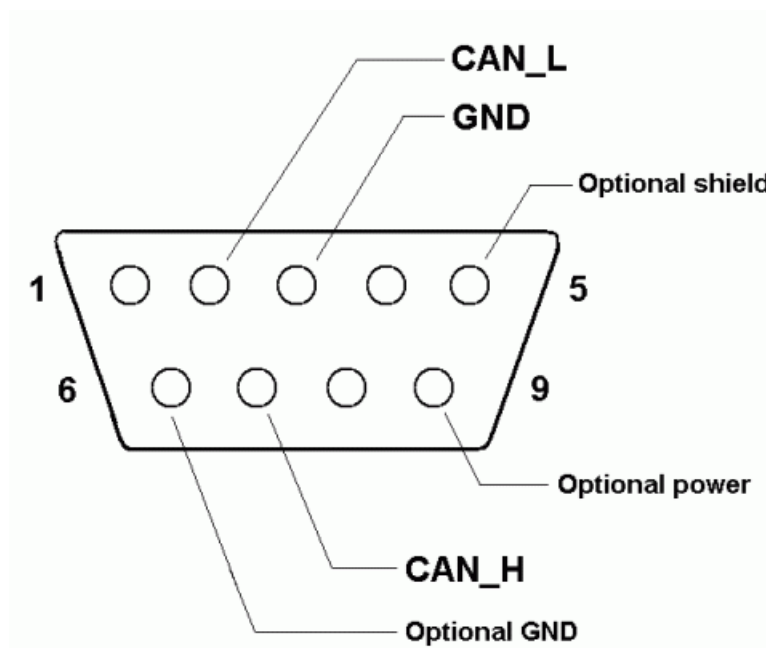 CAN_L
GND
Optional shield
1
5
6
9
Optional power
CAN_H
Optional GND